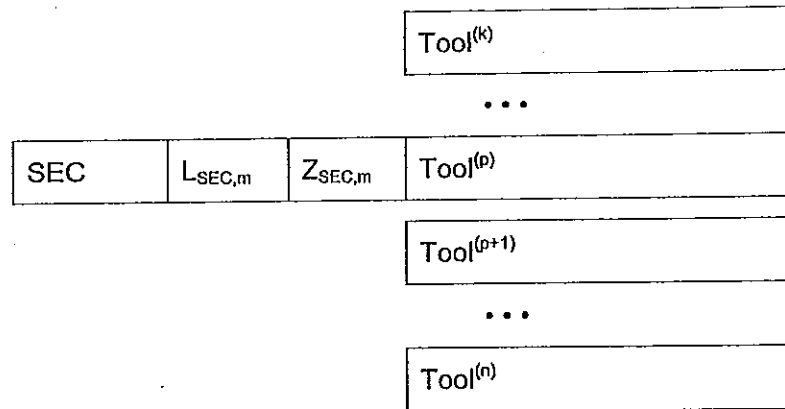 Tool(k)
...
SEC LSEC,m ZSEC,m Tool(p)
Tool(p+1)
...
Tool(n)